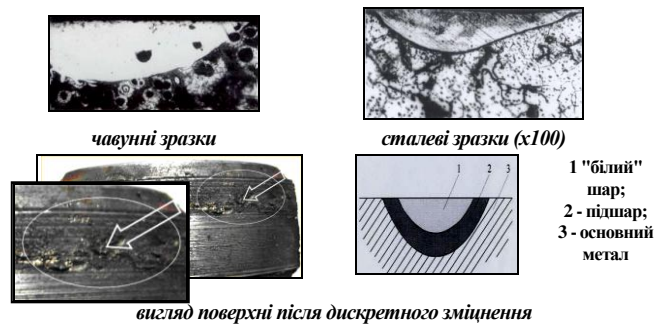 чавунні зразки
сталеві зразки (х100)
1 2 3
1 "білий"
шар;
2 - підшар;
3 - основний
метал
вигляд поверхні після дискретного зміцнення